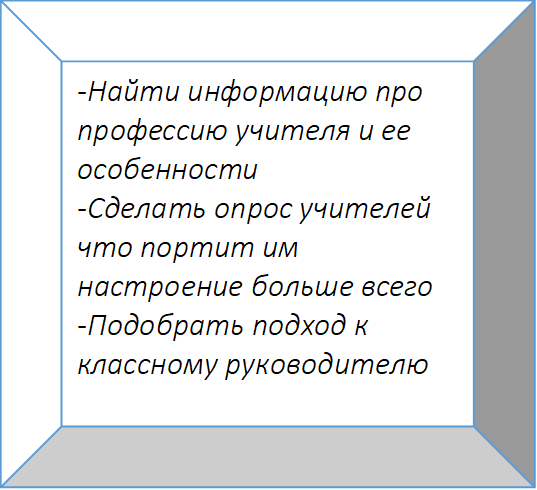 -Найти информацию про
профессию учителя и ее
особенности
-Сделать опрос учителей
что портит им
настроение больше всего
-Подобрать подход к
классному руководителю